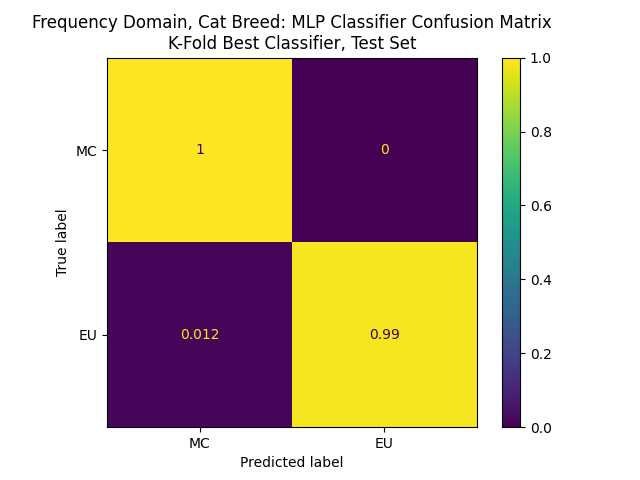 Frequency Domain, Cat Breed: MLP Classifier Confusion Matrix
K-Fold Best Classifier, Test Set
1.0
MC
1
0
0.8
0.6
True label
0.4
EU
0.012
0.99
0.2
0.0
MC
EU
Predicted label